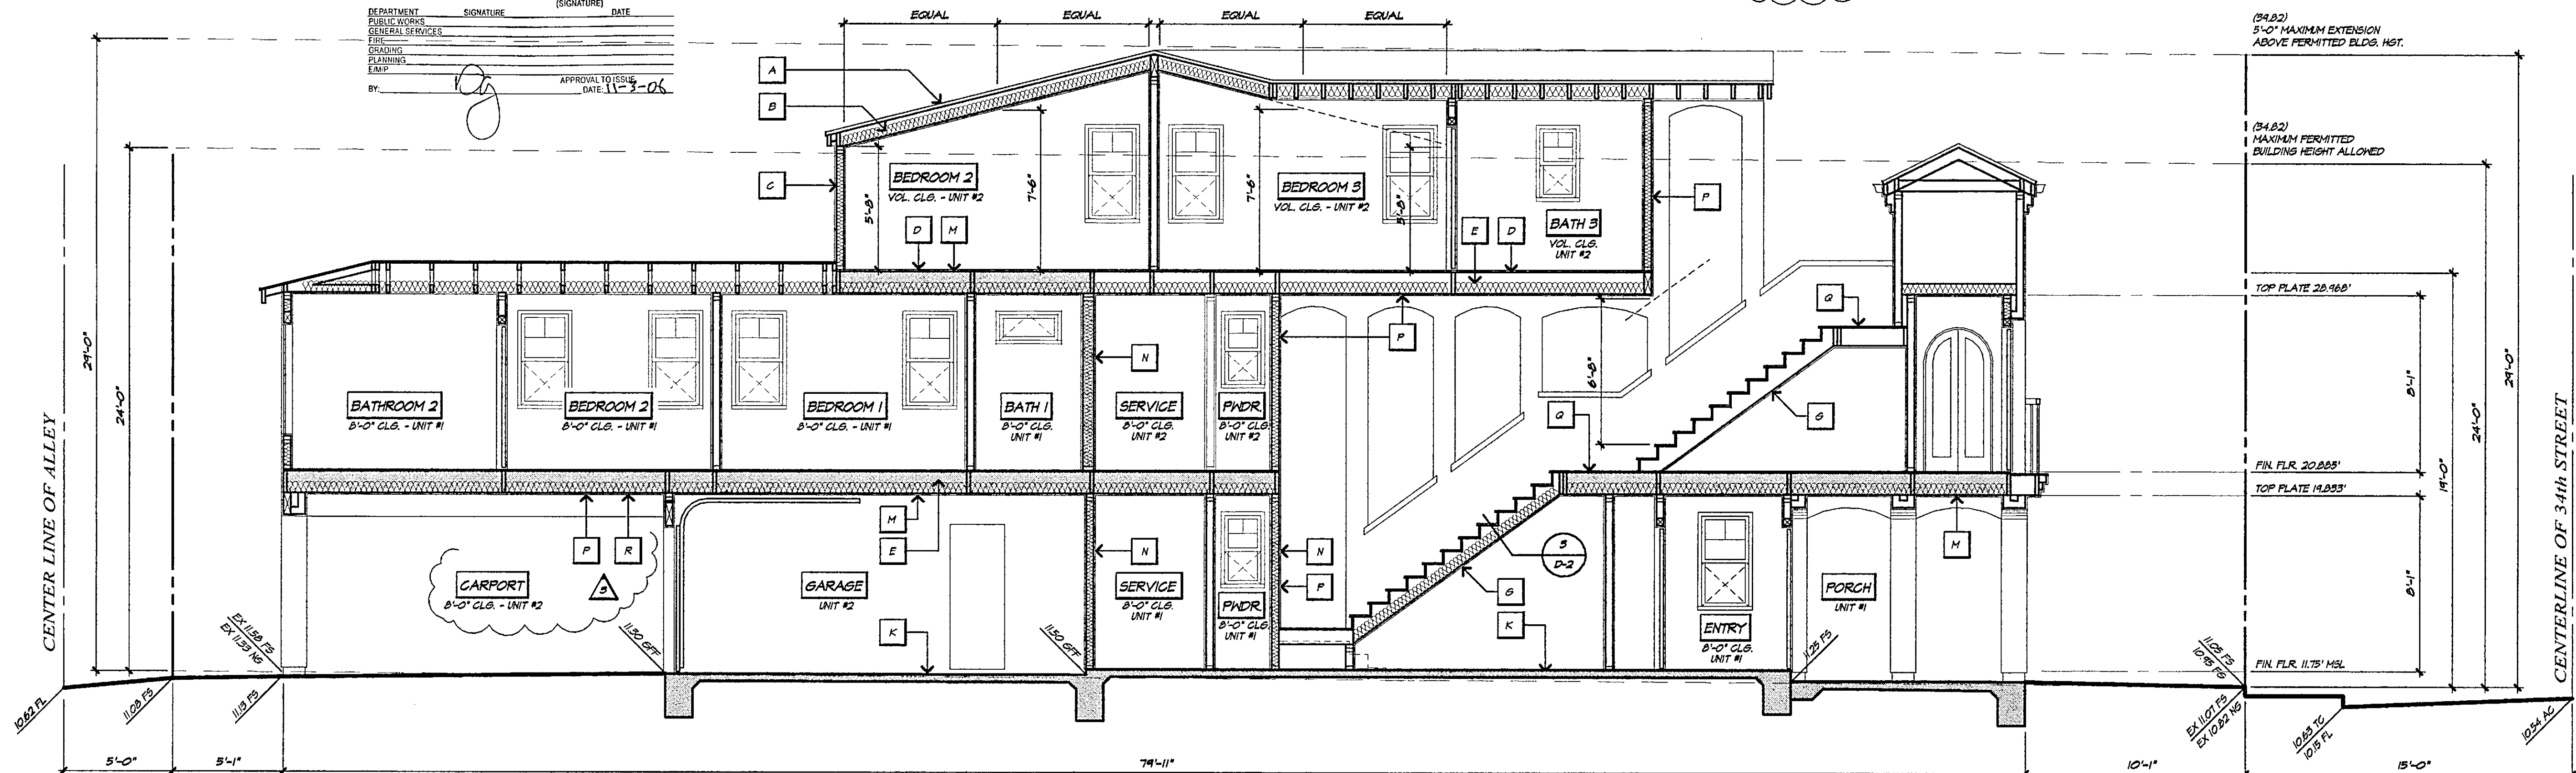 (SIGNATURE)
DEPARTMENT SIGNATURE DATE
PUBLIC WORKS
GENERAL SERVICES
FIRE
GRADING
PLANNING
E/M/P
APPROVAL TO ISSUE
BY: DATE: 11-3-06
EQUAL EQUAL EQUAL EQUAL
5'-0" MAXIMUM EXTENSION
ABOVE PERMITTED BLDG. HGT.
MAXIMUM PERMITTED
BUILDING HEIGHT ALLOWED
A
B
C
BEDROOM 2
VOL. CLG. - UNIT #2
5'-8"
7'-6"
D M
BEDROOM 3
VOL. CLG. - UNIT #2
7'-6"
5'-8"
BATH 3
VOL. CLG.
UNIT #2
E D
P
Q
TOP PLATE 28.968'
29'-0"
24'-0"
CENTER LINE OF ALLEY
BATHROOM 2
8'-0" CLG. - UNIT #1
BEDROOM 2
8'-0" CLG. - UNIT #1
BEDROOM 1
8'-0" CLG. - UNIT #1
BATH 1
8'-0" CLG.
UNIT #1
N
SERVICE
8'-0" CLG.
UNIT #2
PWDR.
8'-0" CLG.
UNIT #2
P
6'-8"
Q
G
8'-1"
19'-0"
24'-0"
29'-0"
FIN. FLR. 20.885'
TOP PLATE 19.833'
CENTERLINE OF 34th STREET
P R
M
E
N
N
P
CARPORT
8'-0" CLG. - UNIT #2
3
GARAGE
UNIT #2
K
SERVICE
8'-0" CLG.
UNIT #1
PWDR.
8'-0" CLG.
UNIT #1
3
D-2
G
K
ENTRY
8'-0" CLG.
UNIT #1
PORCH
UNIT #1
M
8'-1"
FIN. FLR. 11.75' MSL
EX 11.58 FS
EX 11.33 NG
11.30 GFF
11.50 GFF
11.25 FS
11.05 FS
10.95 FG
10.62 FL
11.08 FS
11.13 FS
EX 11.07 FS
EX 10.82 NG
10.63 TC
10.15 FL
10.54 AC
5'-0" 5'-1" 79'-11" 10'-1" 15'-0"